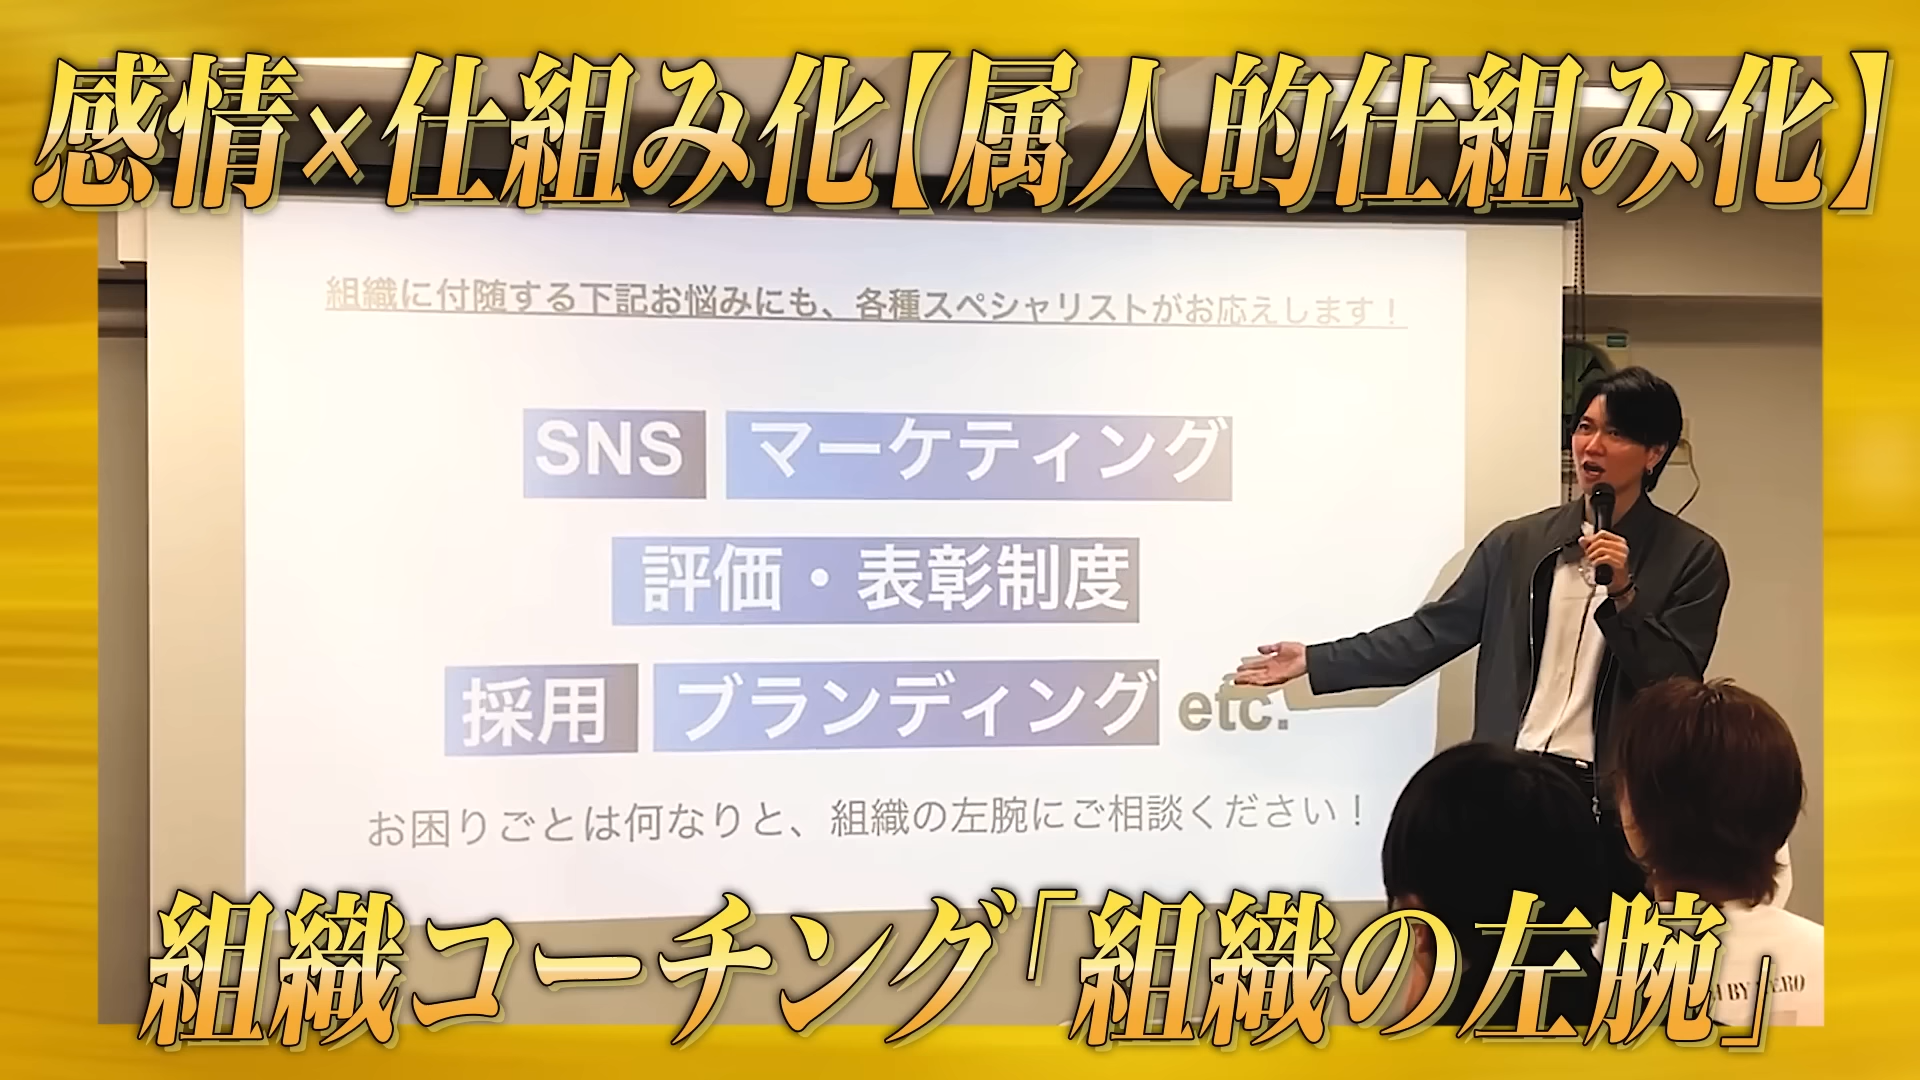 感情×仕組み化【属人的仕組み化】
組織に付随する下記お悩みにも、各種スペシャリストがお応えします！
SNS マーケティング
評価・表彰制度
採用 ブランディング etc.
お困りごとは何なりと、組織の左腕にご相談ください！
組織コーチング「組織の左腕」
BY